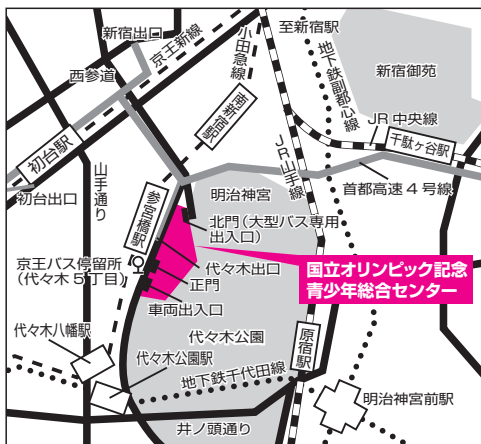 新宿出口
京王新線
小田急線
至新宿駅
地下鉄副都心線
新宿御苑
西参道
南新宿駅
JR中央線
千駄ヶ谷駅
初台駅
JR山手線
首都高速4号線
初台出口
山手通り
明治神宮
参宮橋駅
北門（大型バス専用
出入口）
代々木出口
国立オリンピック記念
青少年総合センター
京王バス停留所
（代々木5丁目）
正門
車両出入口
代々木八幡駅
代々木公園
原宿駅
代々木公園駅
地下鉄千代田線
明治神宮前駅
井ノ頭通り